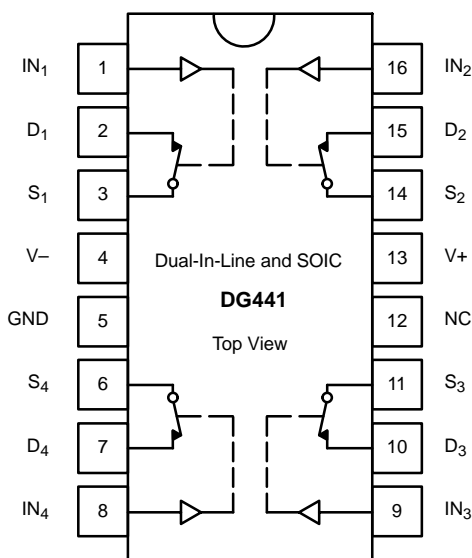 IN1 1 16 IN2
D1 2 15 D2
S1 3 14 S2
V– 4 Dual-In-Line and SOIC 13 V+
DG441
GND 5 12 NC
Top View
S4 6 11 S3
D4 7 10 D3
IN4 8 9 IN3